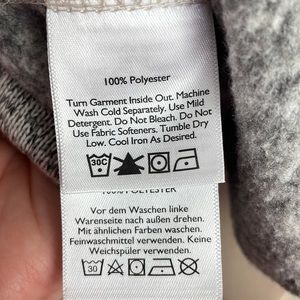 100% Polyester
Turn Garment Inside Out. Machine
Wash Cold Separately. Use Mild
Detergent. Do Not Bleach. Do Not
Use Fabric Softeners. Tumble Dry
Low. Cool Iron As Desired.
30C
100% POLYESTER
Vor dem Waschen linke
Warenseite nach außen drehen.
Mit ähnlichen Farben waschen.
Feinwaschmittel verwenden. Keine
Weichspüler verwenden.
30